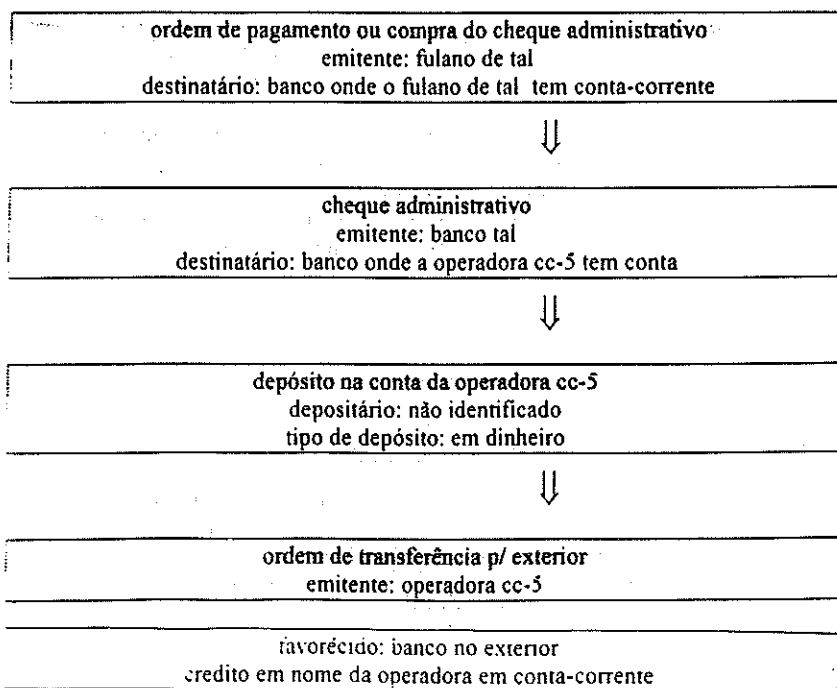 ordem de pagamento ou compra do cheque administrativo
emitente: fulano de tal
destinatário: banco onde o fulano de tal tem conta-corrente
cheque administrativo
emitente: banco tal
destinatário: banco onde a operadora cc-5 tem conta
depósito na conta da operadora cc-5
depositário: não identificado
tipo de depósito: em dinheiro
ordem de transferência p/ exterior
emitente: operadora cc-5
favorécido: banco no exterior
credito em nome da operadora em conta-corrente